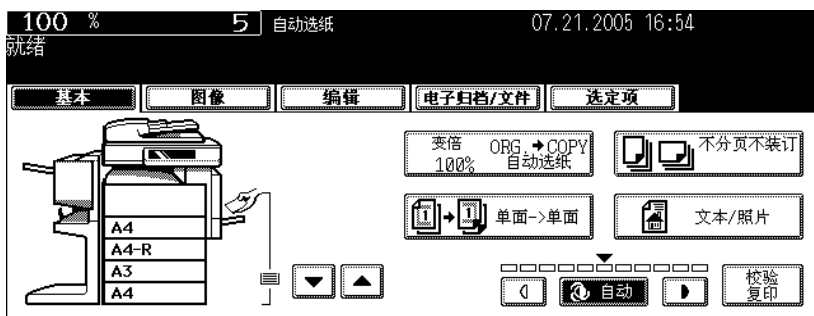 100 % 5 自动选纸 07.21.2005 16:54
就绪
基本 图像 编辑 电子归档/文件 选定项
变倍 ORG.→COPY
100% 自动选纸
不分页不装订
1→1 单面->单面
文本/照片
A4
A4-R
A3
A4
自动
校验
复印